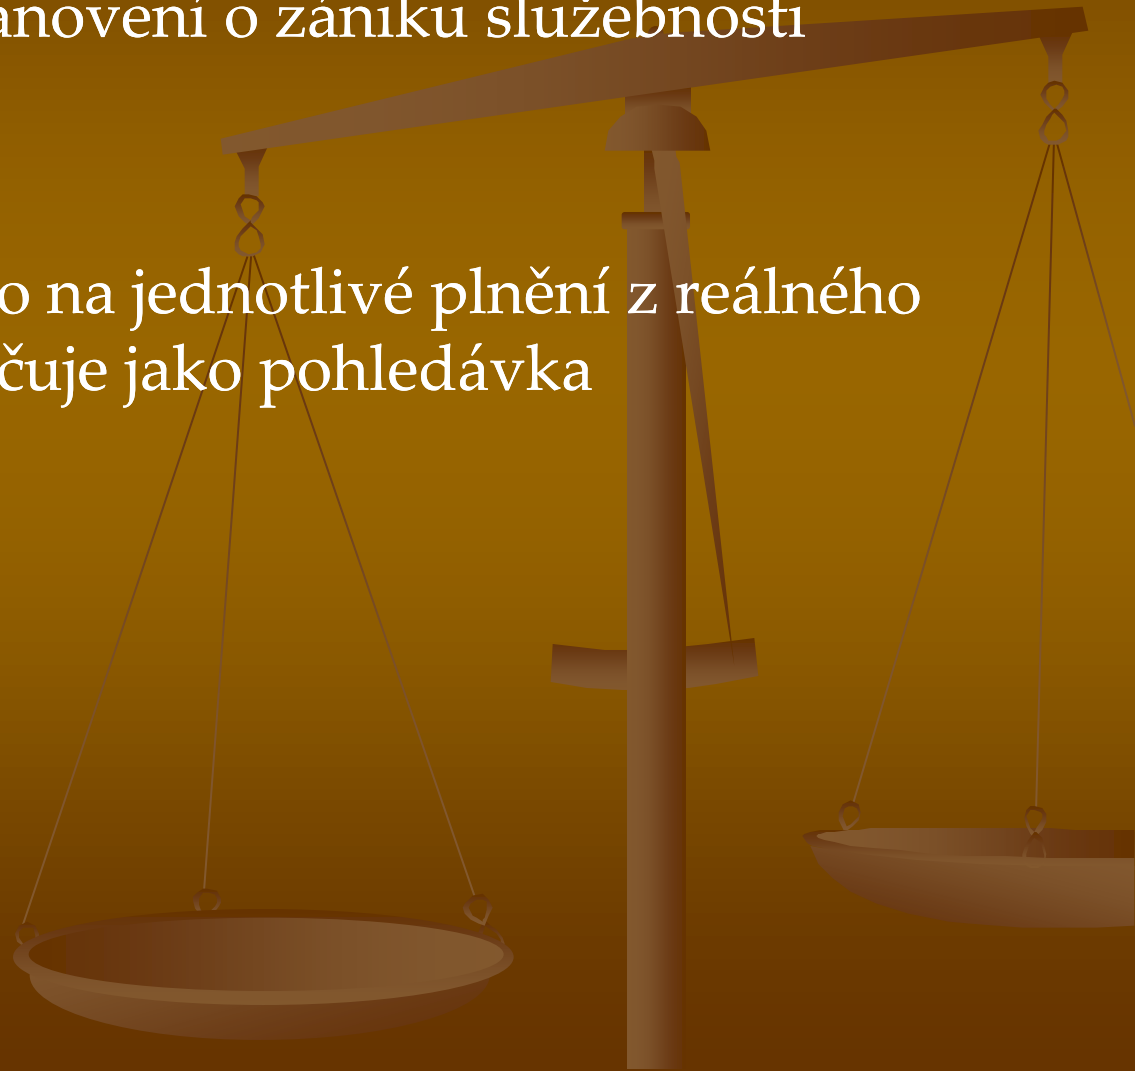 anovení o zániku služebnosti
o na jednotlivé plnění z reálného
čuje jako pohledávka